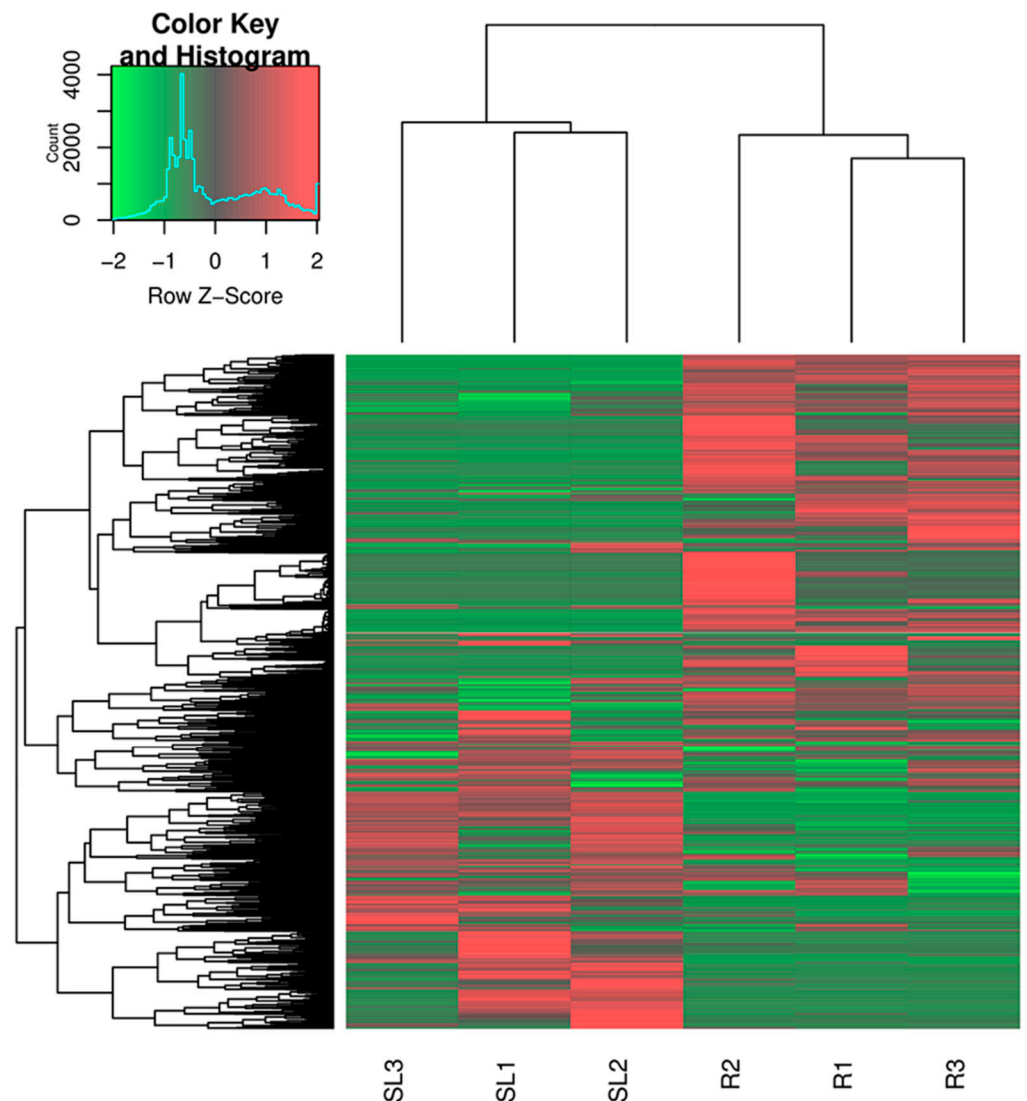 Color Key
and Histogram
Count
0 2000 4000
−2 −1 0 1 2
Row Z−Score
SL3 SL1 SL2 R2 R1 R3